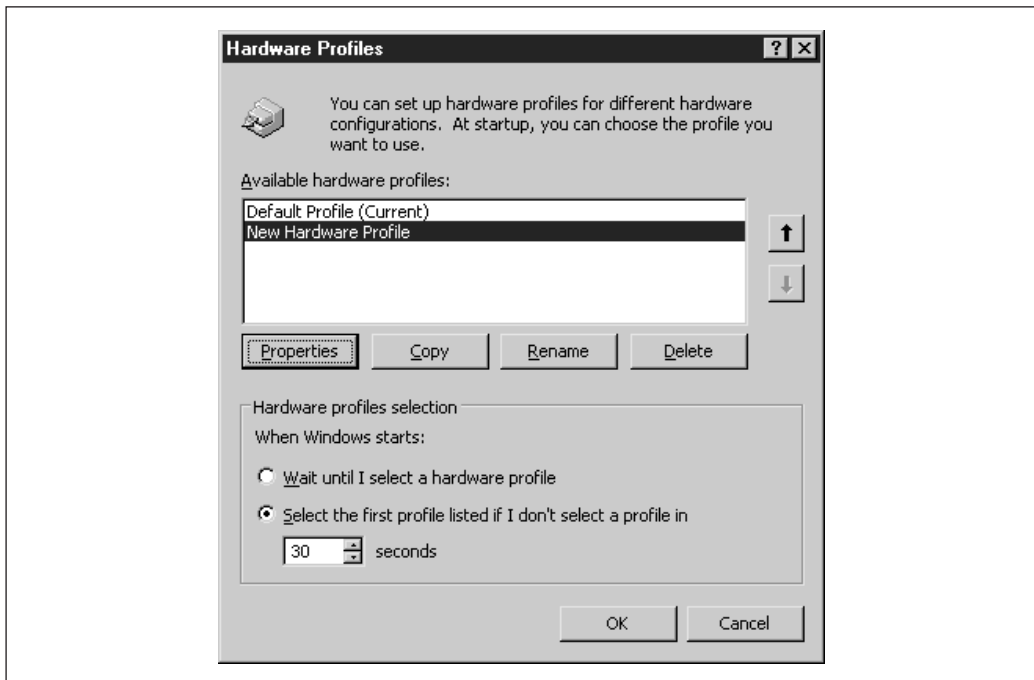 Hardware Profiles
You can set up hardware profiles for different hardware
configurations. At startup, you can choose the profile you
want to use.
Available hardware profiles:
Default Profile (Current)
New Hardware Profile
Properties Copy Rename Delete
Hardware profiles selection
When Windows starts:
Wait until I select a hardware profile
Select the first profile listed if I don't select a profile in
30 seconds
OK Cancel